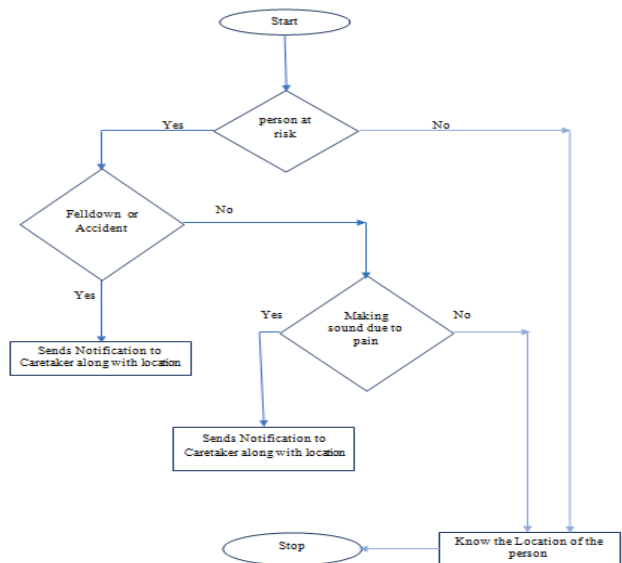 Start
person at
risk
Yes
No
Felldown or
Accident
No
Yes
Making
sound due to
pain
Yes
No
Sends Notification to
Caretaker along with location
Sends Notification to
Caretaker along with location
Know the Location of the
person
Stop